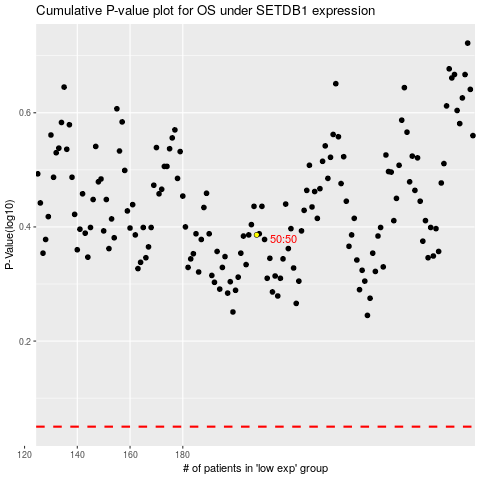 Cumulative P-value plot for OS under SETDB1 expression
P-Value(log10)
0.6
0.4
0.2
50:50
120 140 160 180
# of patients in 'low exp' group